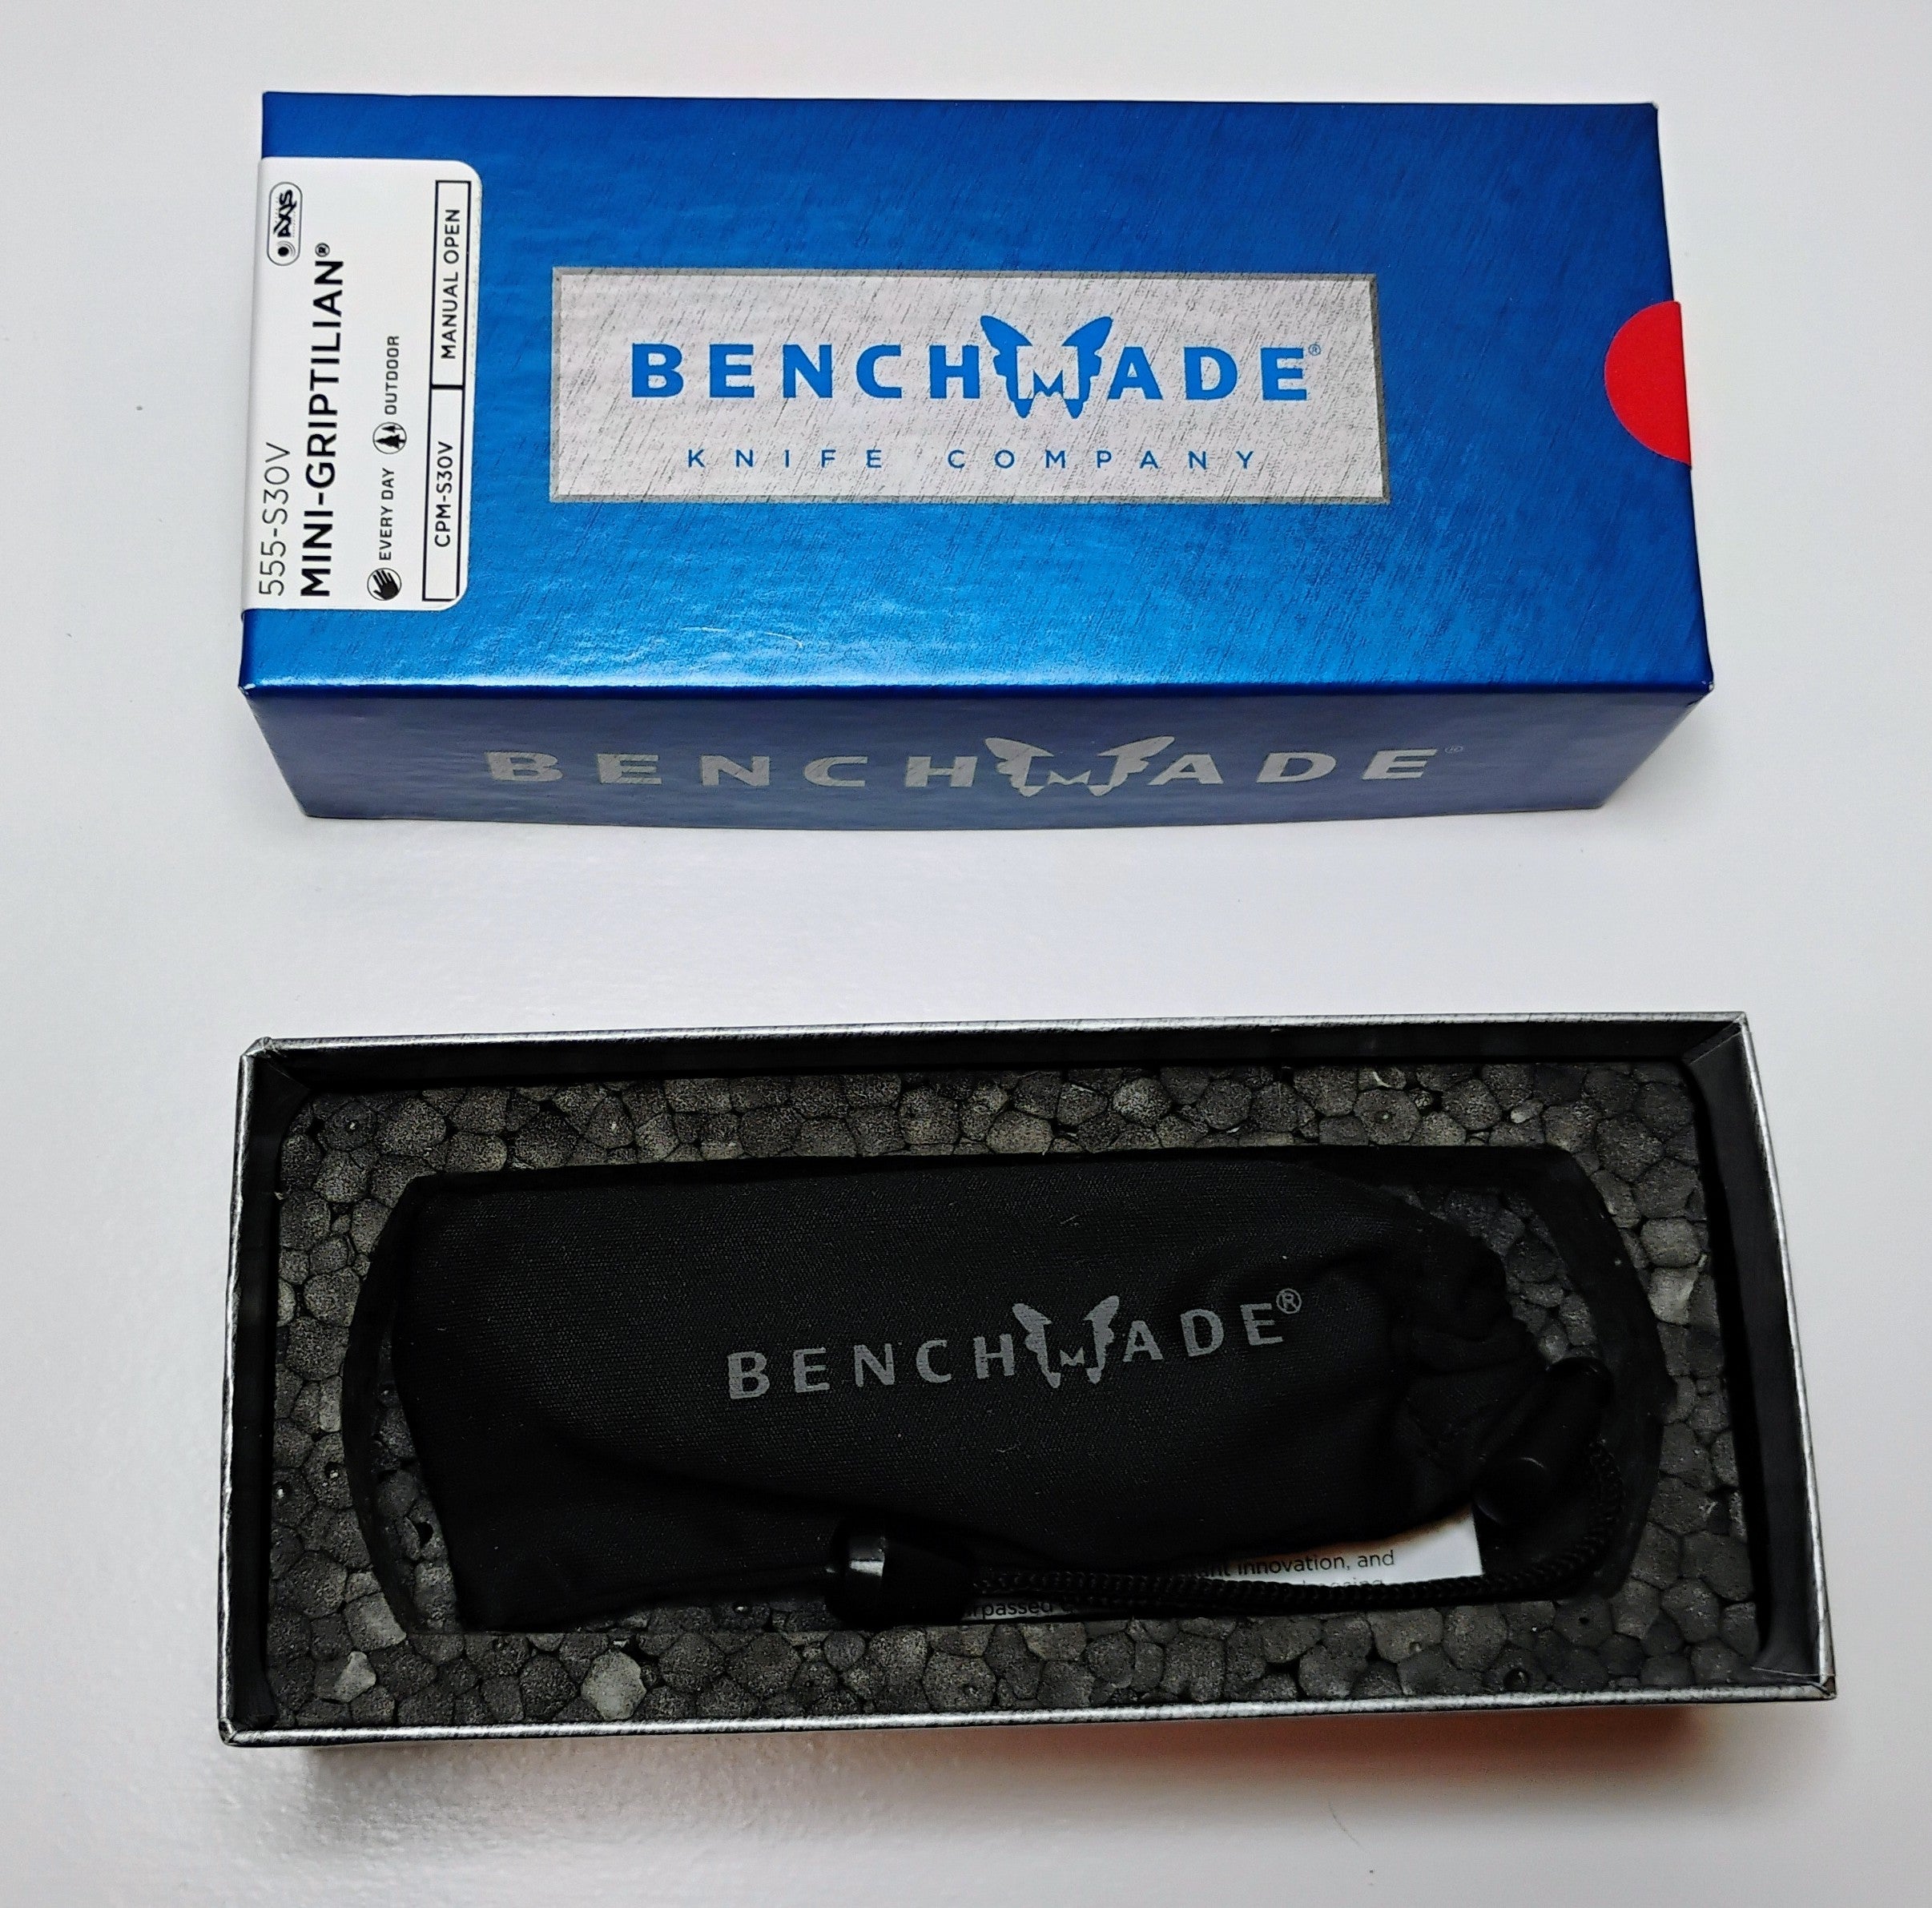 555-S30V
AXIS
MINI-GRIPTILIAN®
EVERY DAY OUTDOOR
CPM-S30V MANUAL OPEN
BENCHMADE®
KNIFE COMPANY
BENCHMADE®
BENCHMADE®
innovation, and